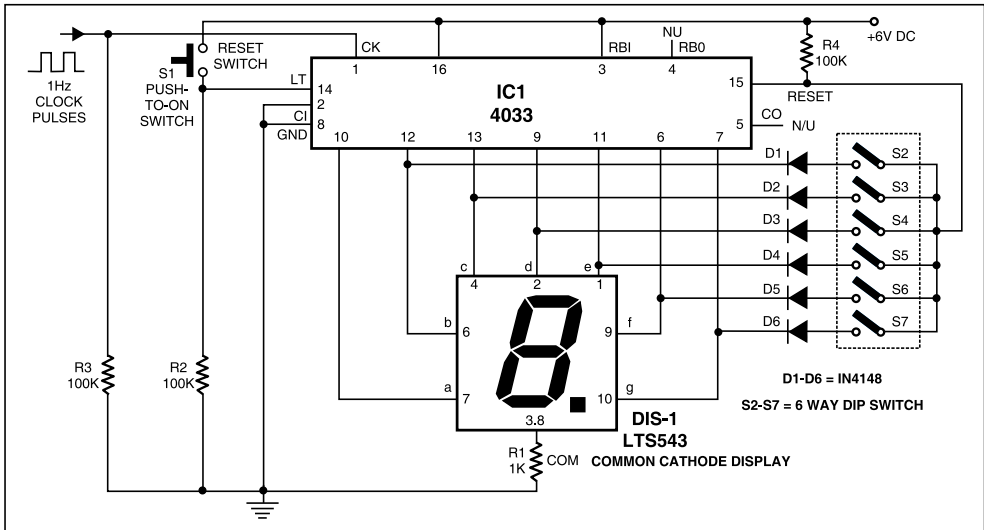 +6V DC
NU
RESET
SWITCH
CK
RBI
RB0
R4
100K
S1
PUSH-
TO-ON
SWITCH
LT
1
16
3
4
15
RESET
1Hz
CLOCK
PULSES
14
2
8
CI
GND
IC1
4033
5
CO
N/U
10
12
13
9
11
6
7
D1
S2
D2
S3
D3
S4
D4
S5
D5
S6
D6
S7
c
d
e
4
2
1
b
6
9
f
a
7
10
g
3.8
R3
100K
R2
100K
R1
1K
COM
DIS-1
LTS543
COMMON CATHODE DISPLAY
D1-D6 = IN4148
S2-S7 = 6 WAY DIP SWITCH